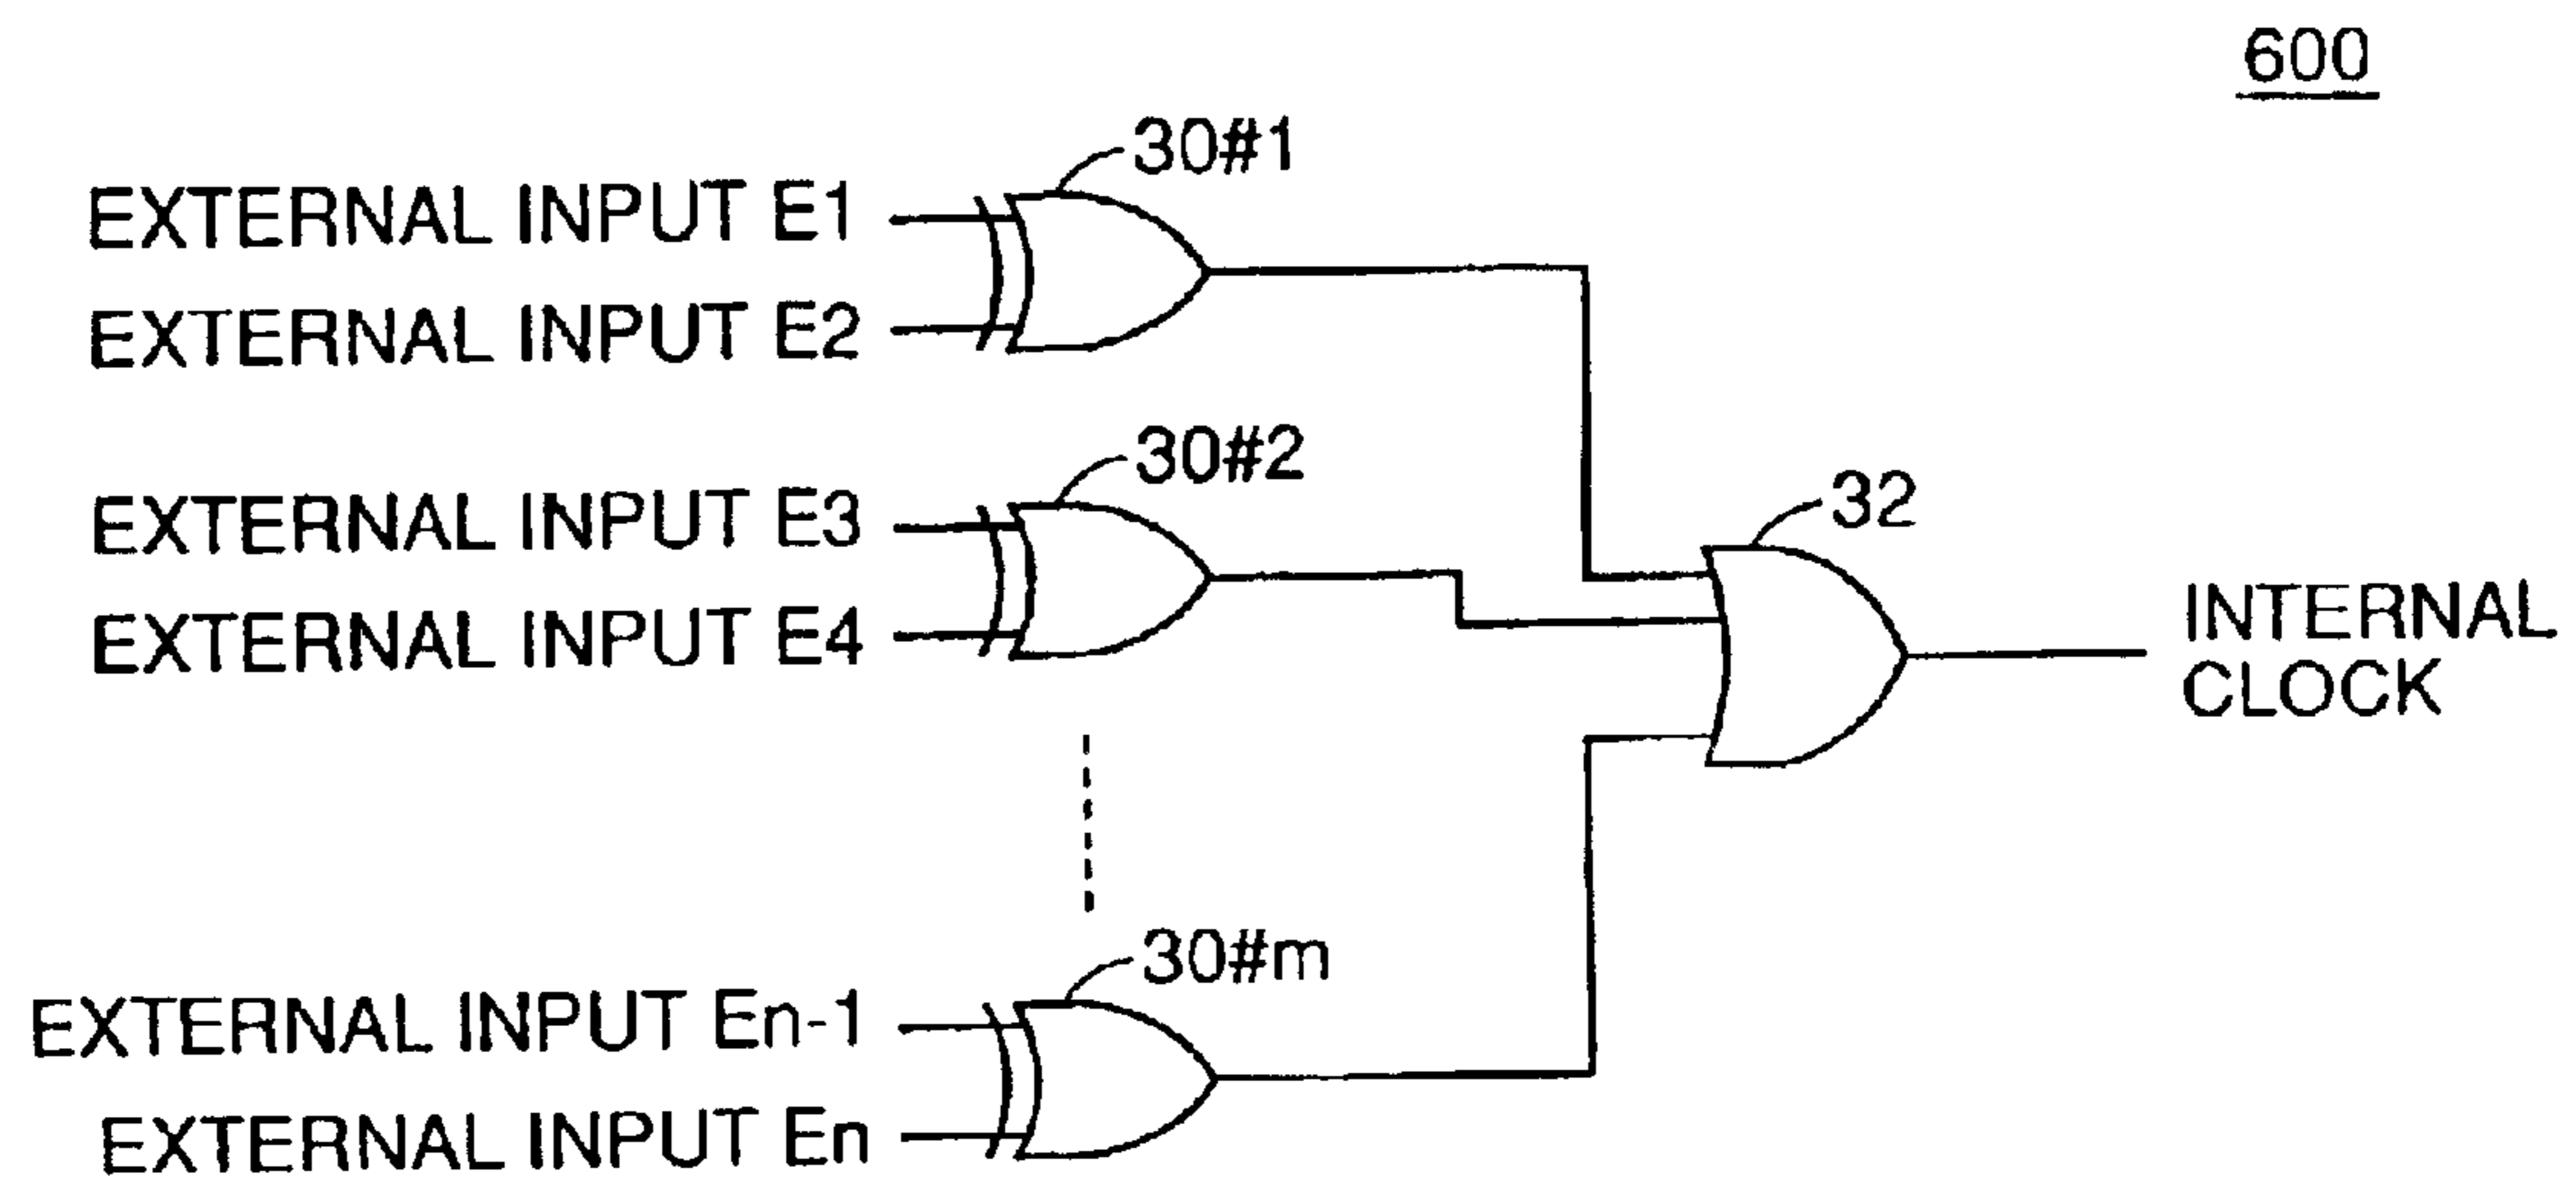 600
30#1
EXTERNAL INPUT E1
EXTERNAL INPUT E2
30#2
EXTERNAL INPUT E3
EXTERNAL INPUT E4
32
INTERNAL
CLOCK
30#m
EXTERNAL INPUT En-1
EXTERNAL INPUT En